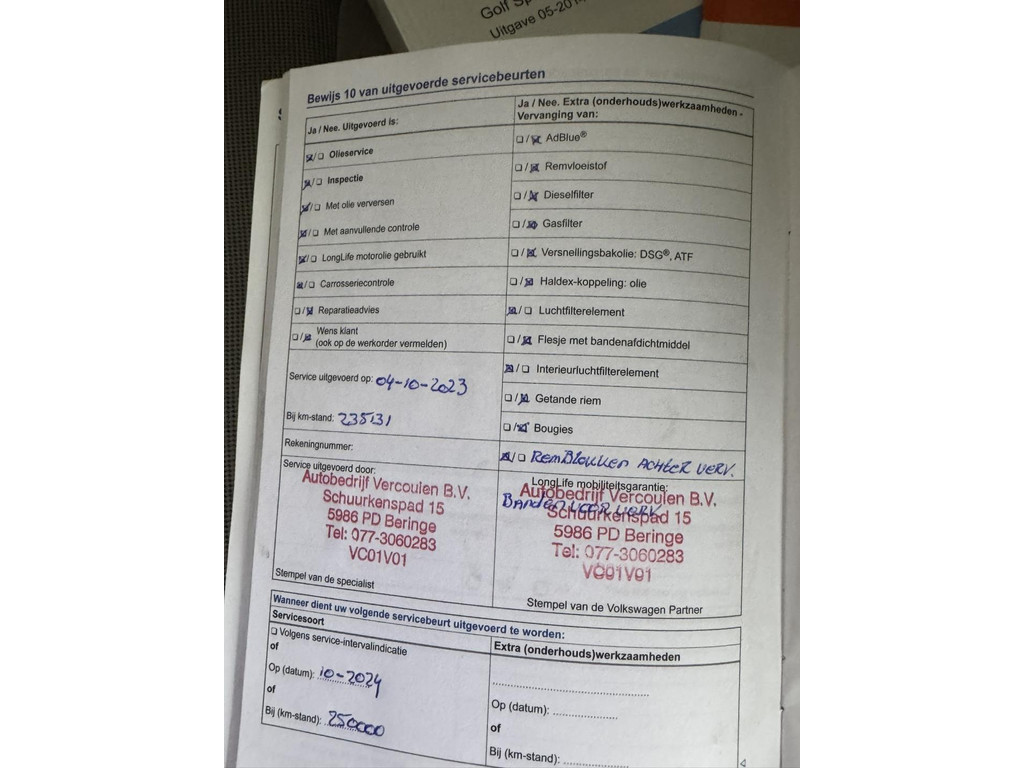 Golf Sp
Uitgave 05-201
Bewijs 10 van uitgevoerde servicebeurten
Ja / Nee. Uitgevoerd is:
Olieservice
Inspectie
Met olie verversen
Met aanvullende controle
LongLife motorolie gebruikt
Carrosseriecontrole
Reparatieadvies
Wens klant
(ook op de werkorder vermelden)
Service uitgevoerd op: 04-10-2023
Bij km-stand: 235131
Rekeningnummer:
Service uitgevoerd door:
Autobedrijf Vercoulen B.V.
Schuurkenspad 15
5986 PD Beringe
Tel: 077-3060283
VC01V01
Stempel van de specialist
Ja / Nee. Extra (onderhouds)werkzaamheden -
Vervanging van:
AdBlue®
Remvloeistof
Dieselfilter
Gasfilter
Versnellingsbakolie: DSG®, ATF
Haldex-koppeling: olie
Luchtfilterelement
Flesje met bandenafdichtmiddel
Interieurluchtfilterelement
Getande riem
Bougies
RemBlokken ACHTER VERV.
LongLife mobiliteitsgarantie:
BANDEN VOOR VERV.
Autobedrijf Vercoulen B.V.
Schuurkenspad 15
5986 PD Beringe
Tel: 077-3060283
VC01V01
Stempel van de Volkswagen Partner
Wanneer dient uw volgende servicebeurt uitgevoerd te worden:
Servicesoort
Volgens service-intervalindicatie
of
Op (datum): 10-2024
of
Bij (km-stand): 250000
Extra (onderhouds)werkzaamheden
Op (datum):
of
Bij (km-stand):